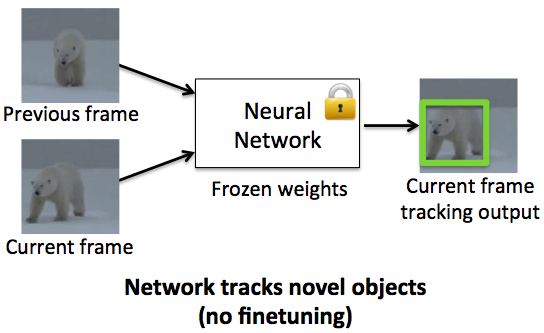 Previous frame
Current frame
Neural
Network
Frozen weights
Current frame
tracking output
Network tracks novel objects
(no finetuning)